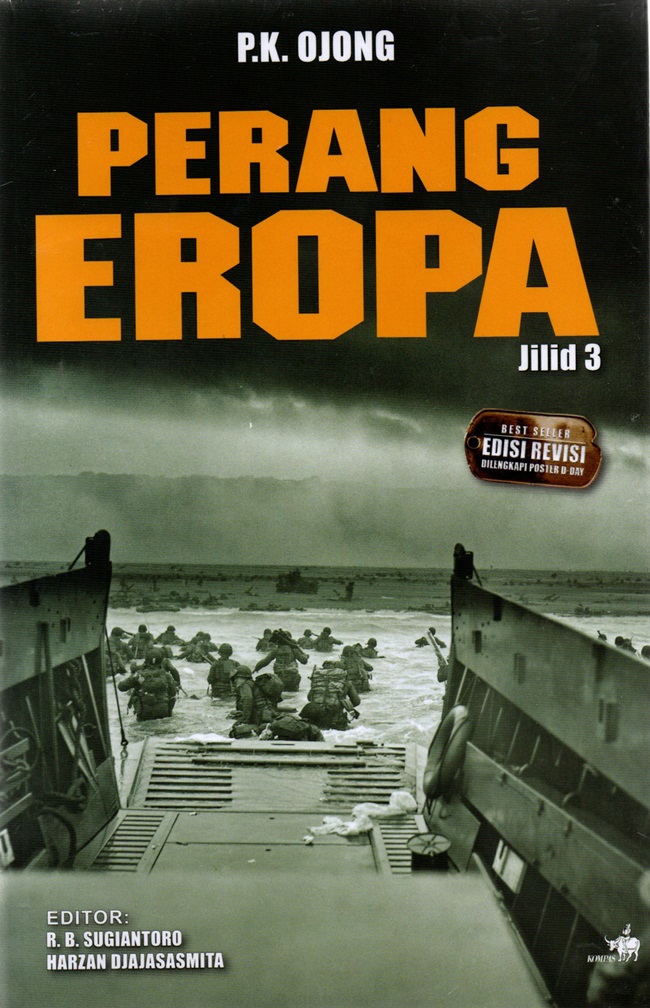 P.K. OJONG
PERANG
EROPA
Jilid 3
BEST SELLER
EDISI REVISI
DILENGKAPI POSTER D-DAY
EDITOR:
R. B. SUGIANTORO
HARZAN DJAJASASMITA
KOMPAS